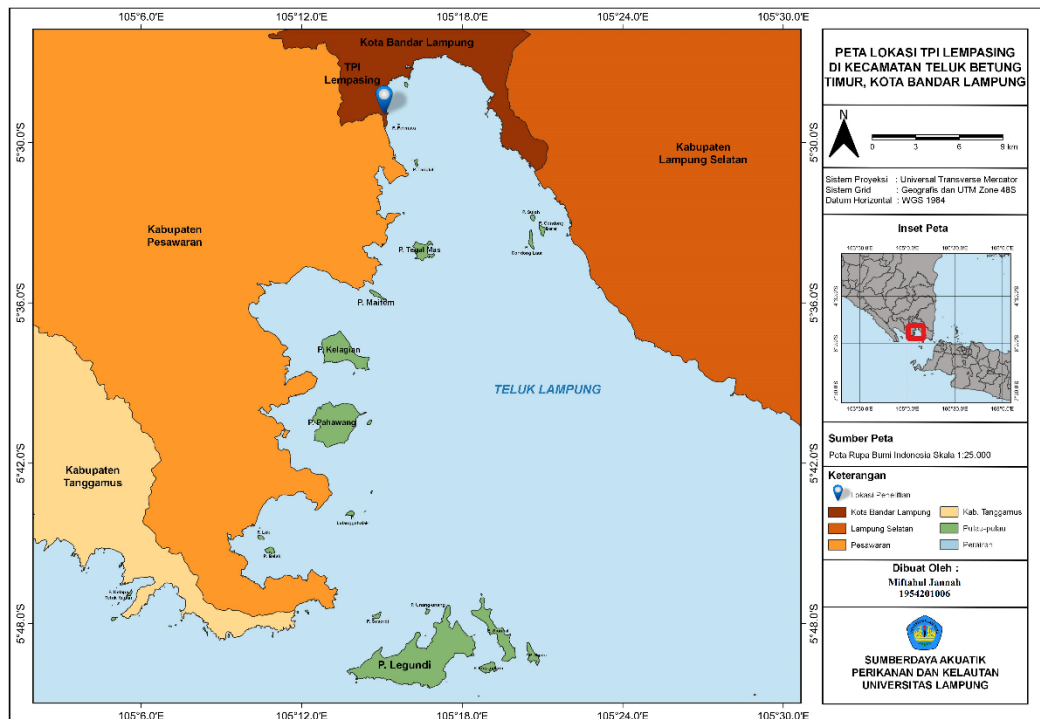 105°6'.0"E 105°12'.0"E 105°18'.0"E 105°24'.0"E 105°30'.0"E
5°30.0'S
5°36.0'S
5°42.0'S
5°48.0'S
Kota Bandar Lampung
TPI
Lempasing
Kabupaten
Lampung Selatan
Kabupaten
Pesawaran
P. Tegal Mas
P. Maitem
P. Kelagian
TELUK LAMPUNG
P. Pahawang
Kabupaten
Tanggamus
P. Legundi
5°30.0'S
5°36.0'S
5°42.0'S
5°48.0'S
105°6'.0"E 105°12'.0"E 105°18'.0"E 105°24'.0"E 105°30'.0"E
PETA LOKASI TPI LEMPASING
DI KECAMATAN TELUK BETUNG
TIMUR, KOTA BANDAR LAMPUNG
N
0 3 6 9 km
Sistem Proyeksi : Universal Transverse Mercator
Sistem Grid : Geografis dan UTM Zone 48S
Datum Horizontal : WGS 1984
Inset Peta
Sumber Peta
Peta Rupa Bumi Indonesia Skala 1:25.000
Keterangan
Lokasi Penelitian
Kota Bandar Lampung Kab. Tanggamus
Lampung Selatan Pulau-pulau
Pesawaran Perairan
Dibuat Oleh :
Miftahul Jannah
1954201006
SUMBERDAYA AKUATIK
PERIKANAN DAN KELAUTAN
UNIVERSITAS LAMPUNG